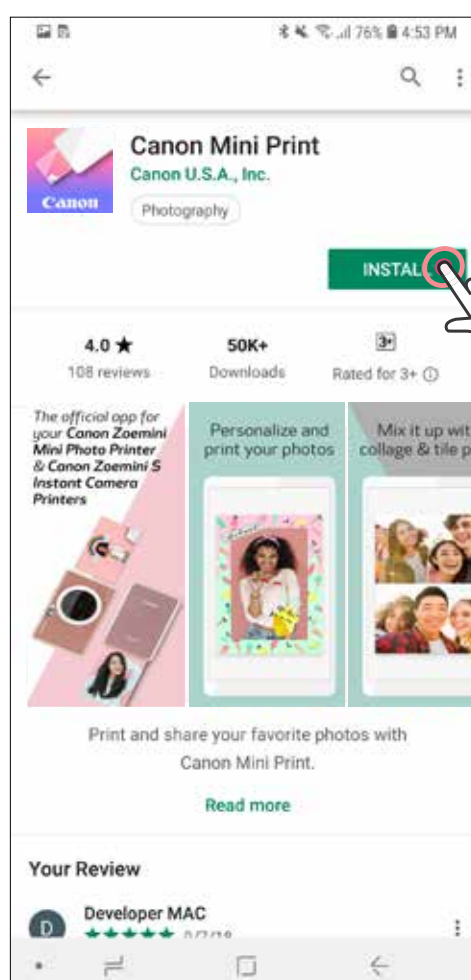 76% 4:53 PM
Canon Mini Print
Canon U.S.A., Inc.
Canon
Photography
INSTAL
4.0 ★ 50K+ 3+
108 reviews Downloads Rated for 3+
The official app for
your Canon Zoemini
Mini Photo Printer
& Canon Zoemini S
Instant Camera
Printers
Personalize and
print your photos
Mix it up wit
collage & tile p
Print and share your favorite photos with
Canon Mini Print.
Read more
Your Review
D
Developer MAC